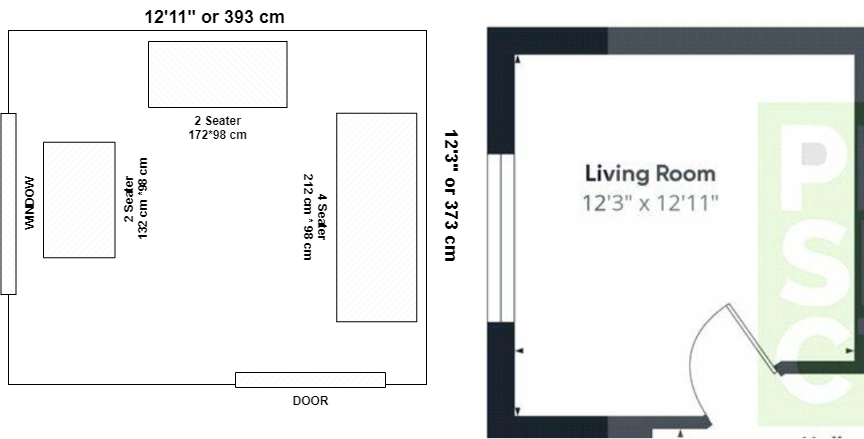 12'11" or 393 cm
2 Seater
172*98 cm
WINDOW
2 Seater
132 cm *98 cm
4 Seater
212 cm * 98 cm
12'3" or 373 cm
DOOR
Living Room
12'3" x 12'11"
P
S
C